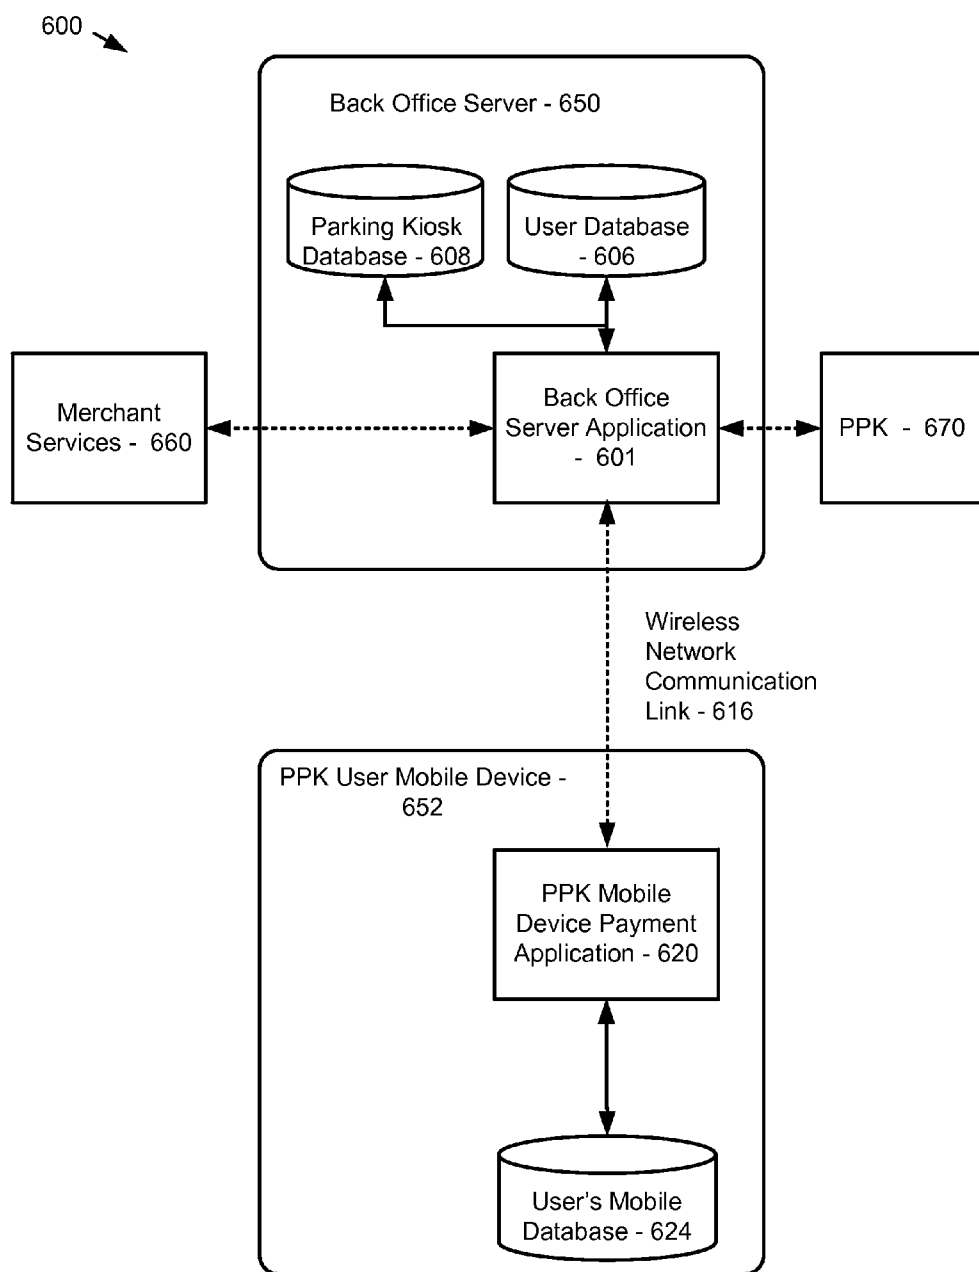 600
Back Office Server - 650
Parking Kiosk
Database - 608
User Database
- 606
Merchant
Services - 660
Back Office
Server Application
- 601
PPK - 670
Wireless
Network
Communication
Link - 616
PPK User Mobile Device -
652
PPK Mobile
Device Payment
Application - 620
User's Mobile
Database - 624